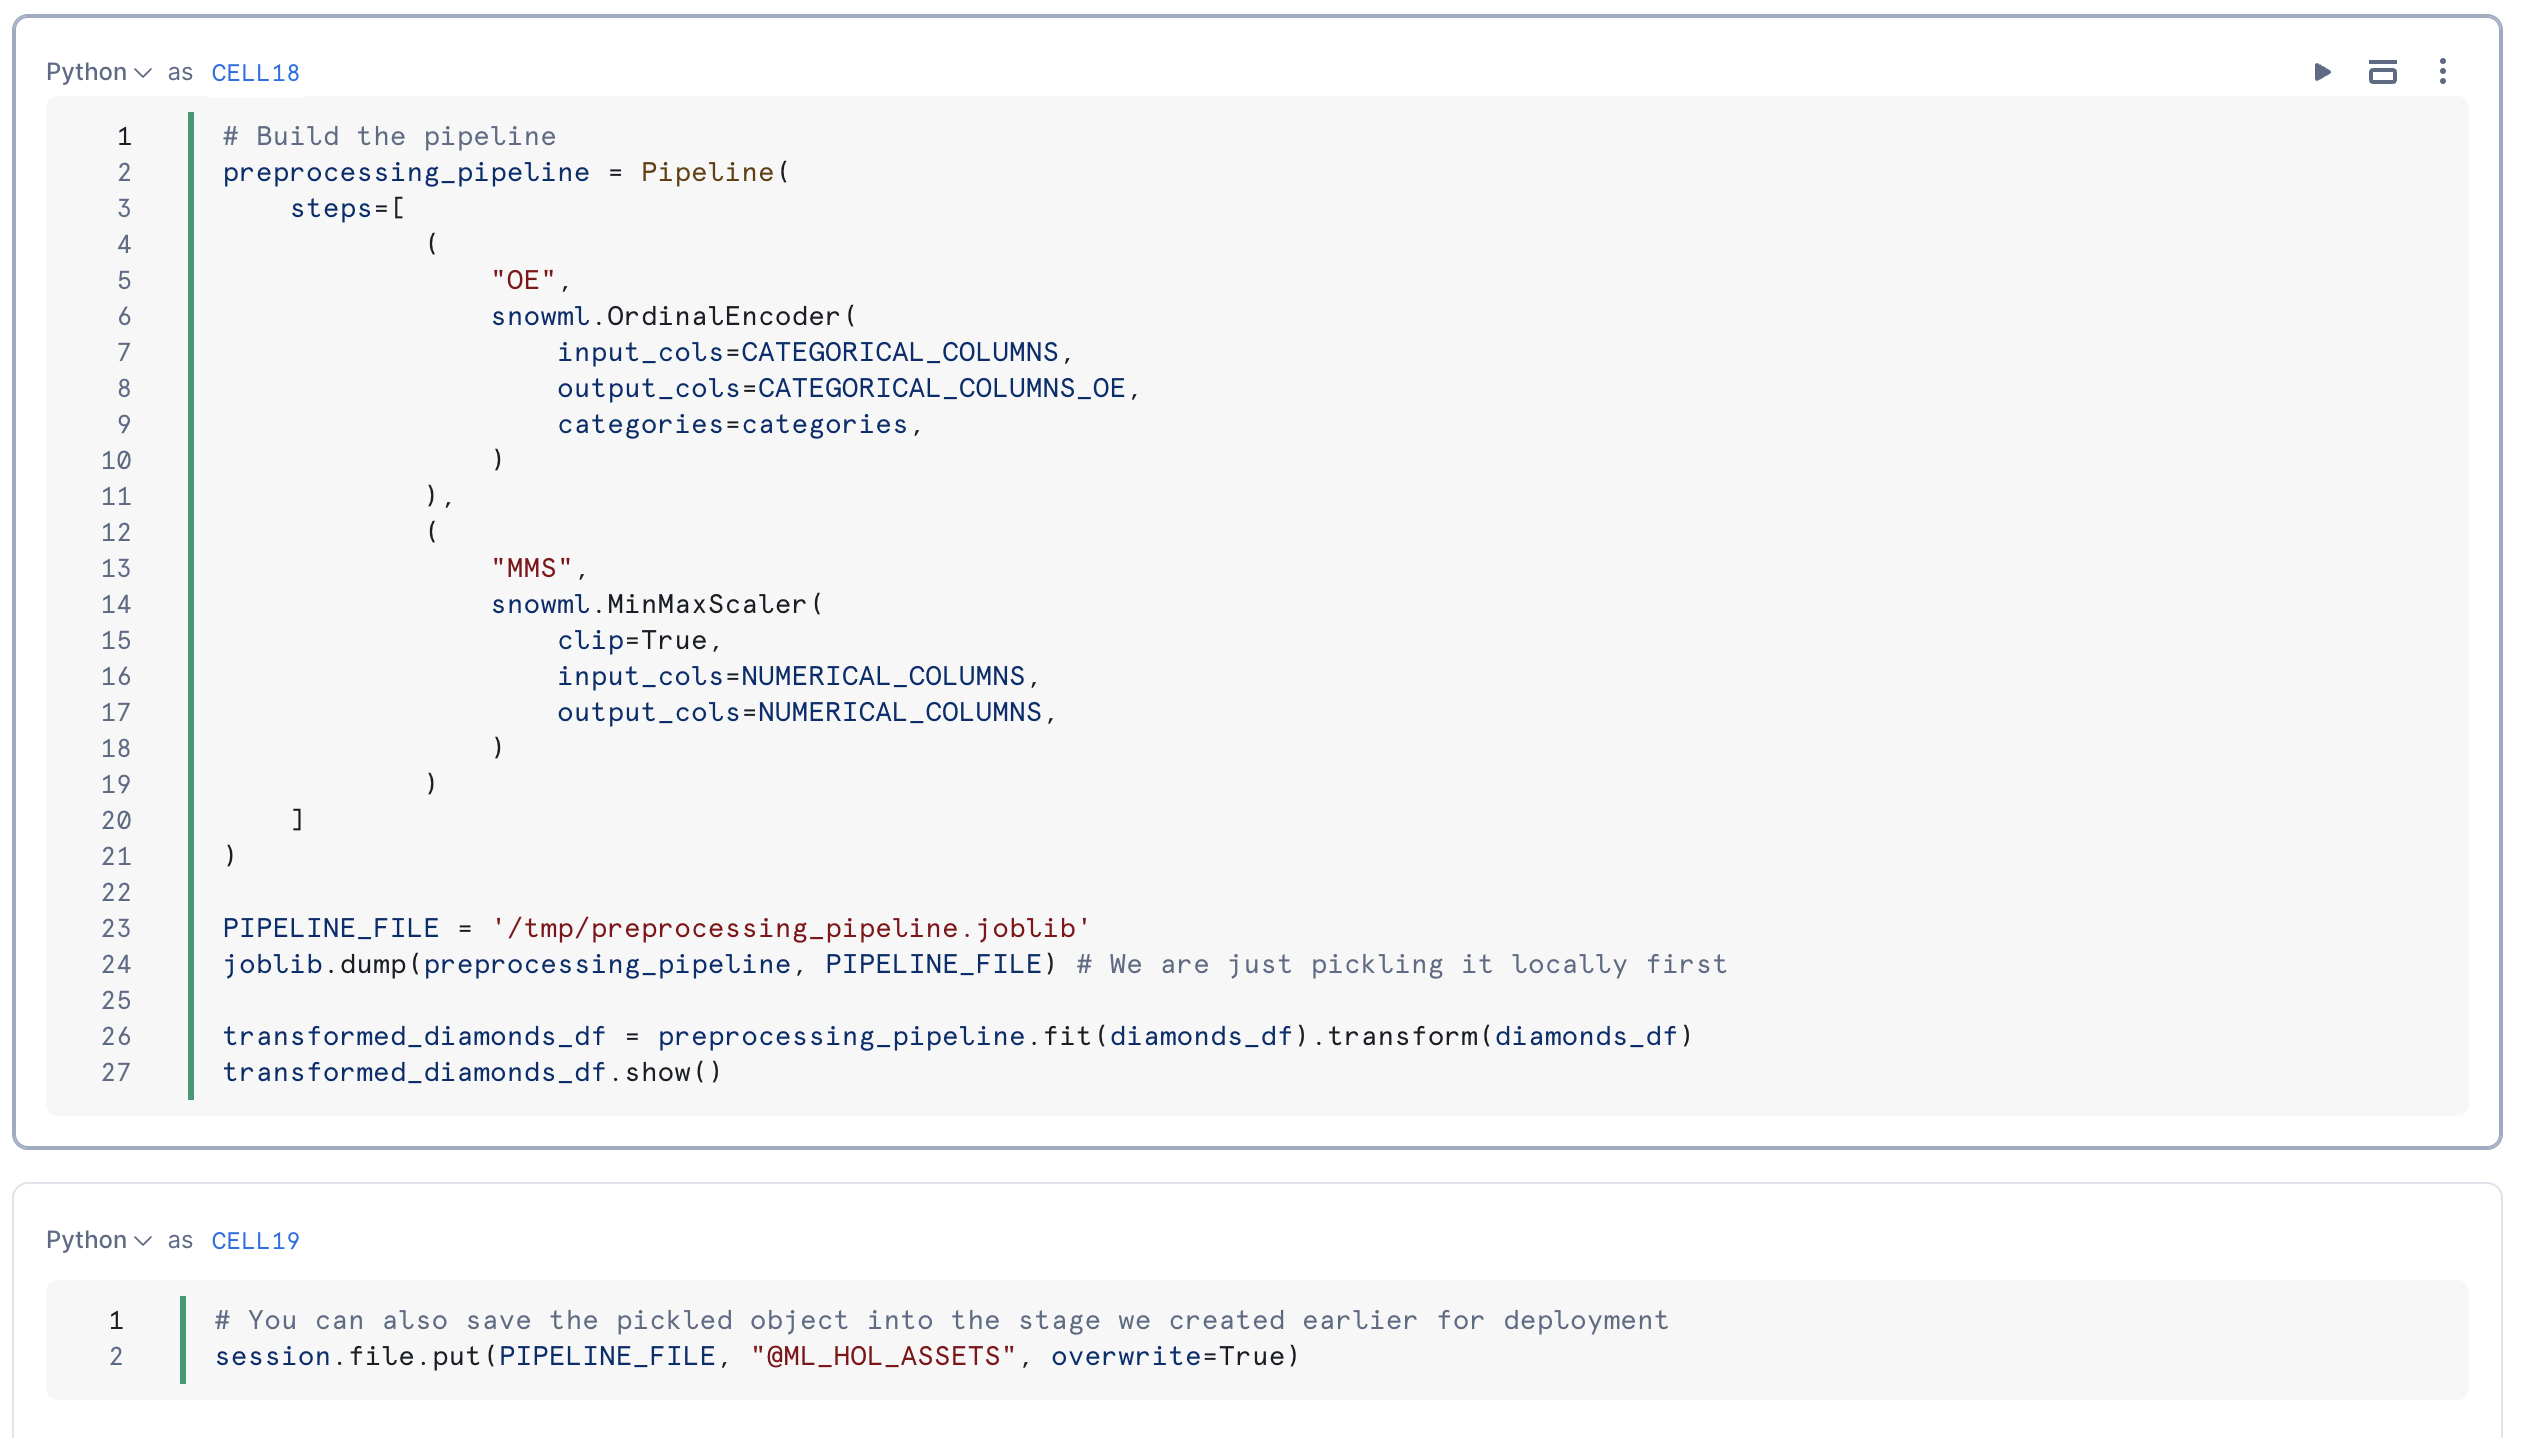 Python as CELL18
1 # Build the pipeline
2 preprocessing_pipeline = Pipeline(
3     steps=[
4             (
5                 "OE",
6                 snowml.OrdinalEncoder(
7                     input_cols=CATEGORICAL_COLUMNS,
8                     output_cols=CATEGORICAL_COLUMNS_OE,
9                     categories=categories,
10                 )
11             ),
12             (
13                 "MMS",
14                 snowml.MinMaxScaler(
15                     clip=True,
16                     input_cols=NUMERICAL_COLUMNS,
17                     output_cols=NUMERICAL_COLUMNS,
18                 )
19             )
20     ]
21 )
22
23 PIPELINE_FILE = '/tmp/preprocessing_pipeline.joblib'
24 joblib.dump(preprocessing_pipeline, PIPELINE_FILE) # We are just pickling it locally first
25
26 transformed_diamonds_df = preprocessing_pipeline.fit(diamonds_df).transform(diamonds_df)
27 transformed_diamonds_df.show()
Python as CELL19
1 # You can also save the pickled object into the stage we created earlier for deployment
2 session.file.put(PIPELINE_FILE, "@ML_HOL_ASSETS", overwrite=True)